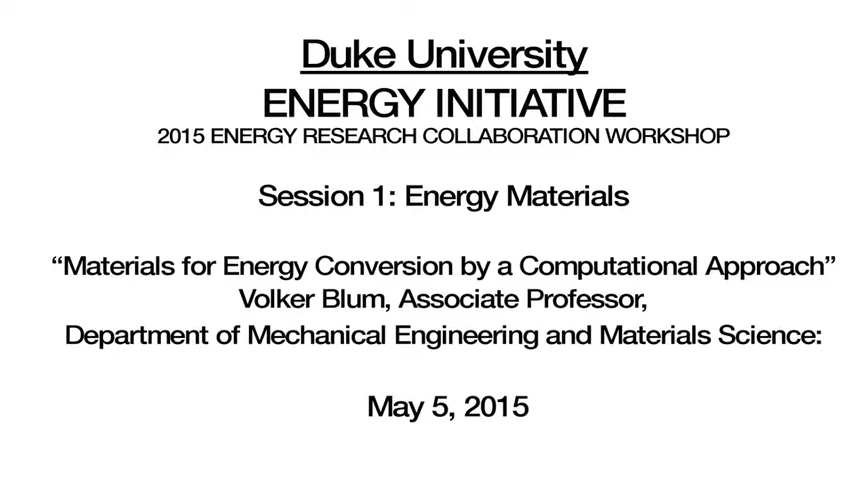 Duke University
ENERGY INITIATIVE
2015 ENERGY RESEARCH COLLABORATION WORKSHOP
Session 1: Energy Materials
“Materials for Energy Conversion by a Computational Approach”
Volker Blum, Associate Professor,
Department of Mechanical Engineering and Materials Science:
May 5, 2015